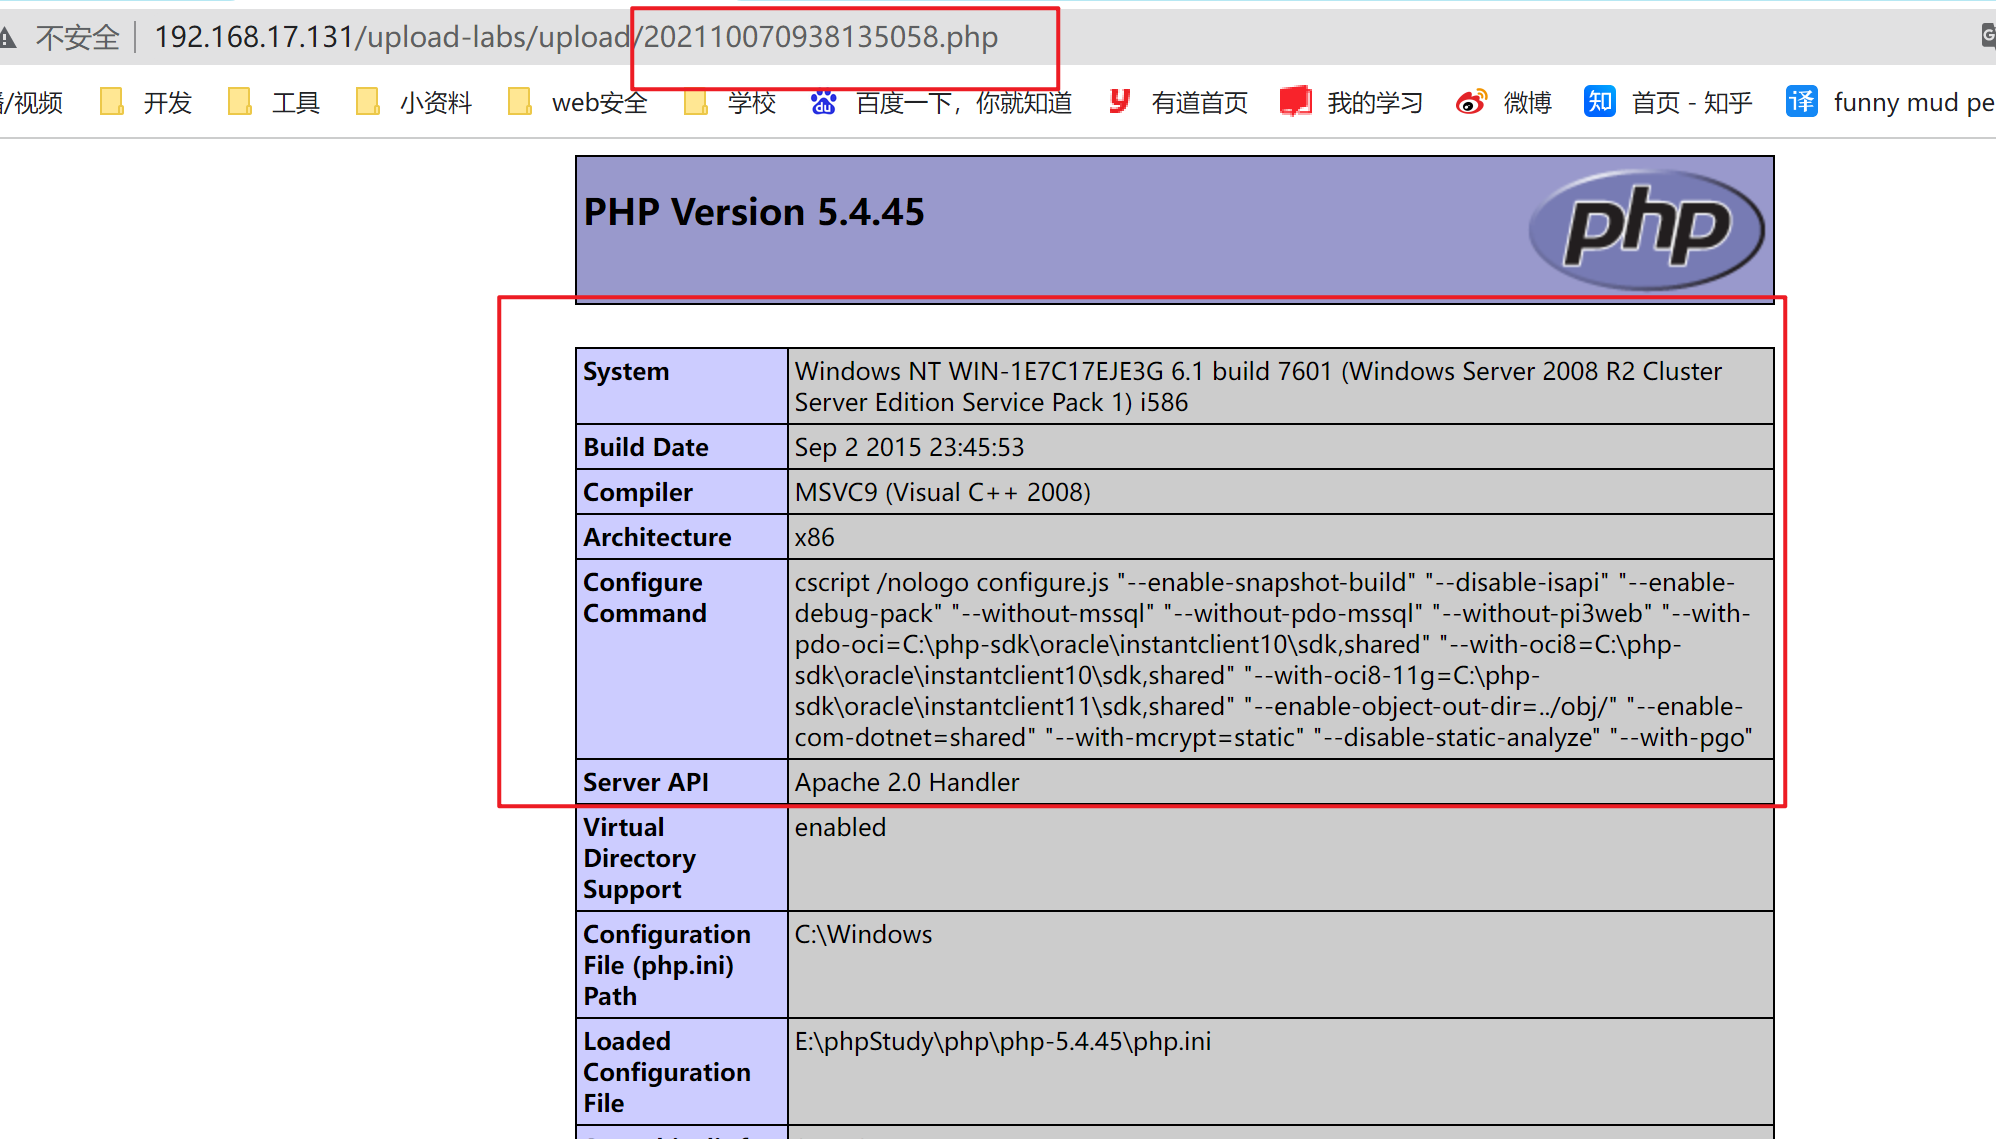 不安全 192.168.17.131/upload-labs/upload/202110070938135058.php
/视频 开发 工具 小资料 web安全 学校 百度一下，你就知道 有道首页 我的学习 微博 知 首页 - 知乎 译 funny mud pe
PHP Version 5.4.45
php
System Windows NT WIN-1E7C17EJE3G 6.1 build 7601 (Windows Server 2008 R2 Cluster
Server Edition Service Pack 1) i586
Build Date Sep 2 2015 23:45:53
Compiler MSVC9 (Visual C++ 2008)
Architecture x86
Configure cscript /nologo configure.js "--enable-snapshot-build" "--disable-isapi" "--enable-
Command debug-pack" "--without-mssql" "--without-pdo-mssql" "--without-pi3web" "--with-
pdo-oci=C:\php-sdk\oracle\instantclient10\sdk,shared" "--with-oci8=C:\php-
sdk\oracle\instantclient10\sdk,shared" "--with-oci8-11g=C:\php-
sdk\oracle\instantclient11\sdk,shared" "--enable-object-out-dir=../obj/" "--enable-
com-dotnet=shared" "--with-mcrypt=static" "--disable-static-analyze" "--with-pgo"
Server API Apache 2.0 Handler
Virtual enabled
Directory
Support
Configuration C:\Windows
File (php.ini)
Path
Loaded E:\phpStudy\php\php-5.4.45\php.ini
Configuration
File